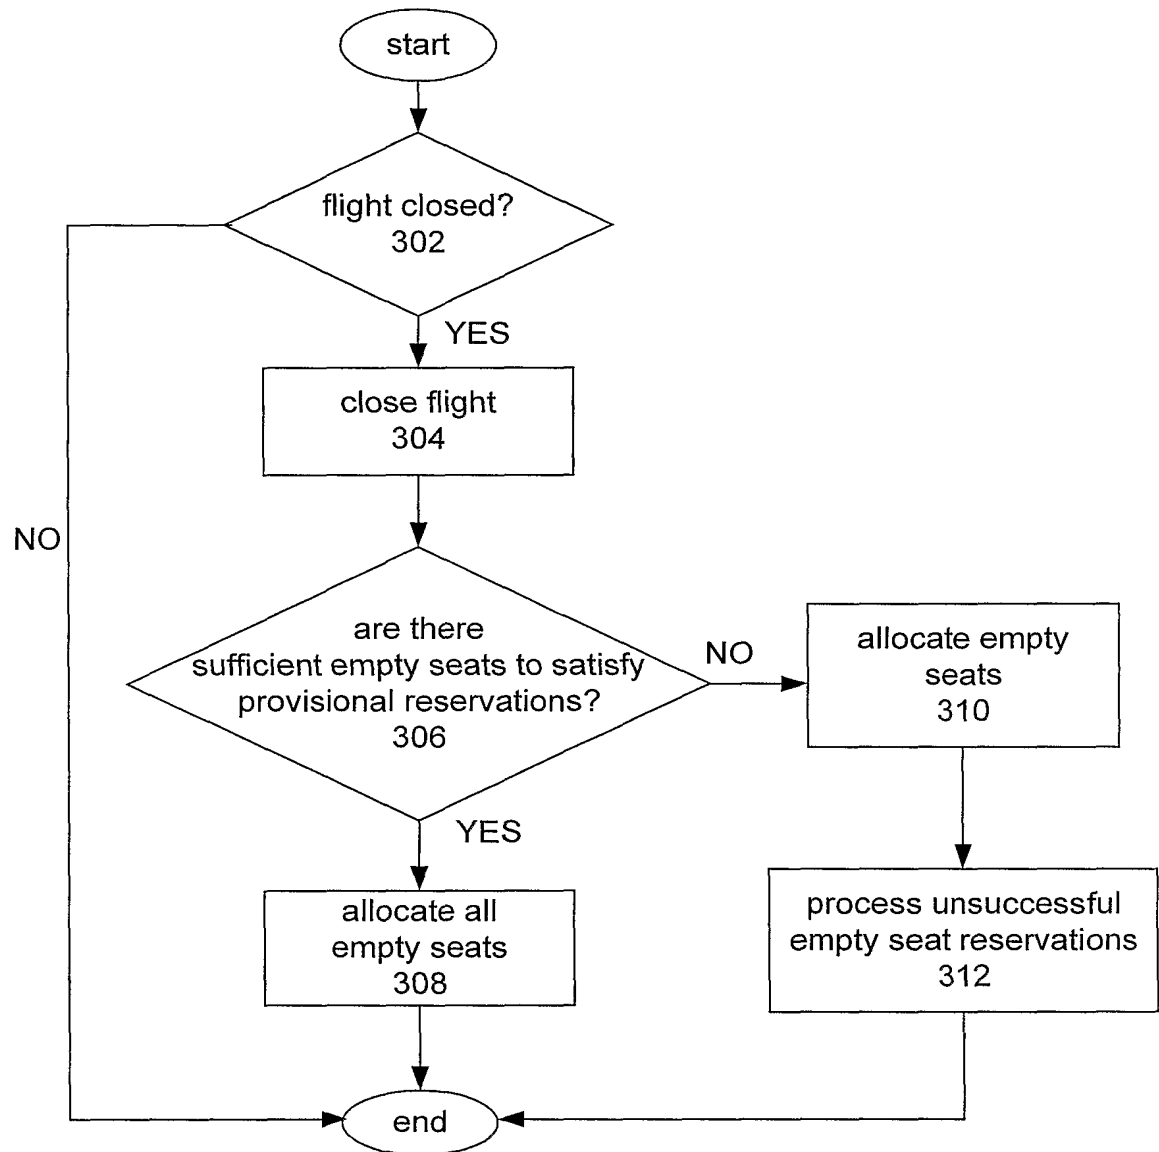 start
flight closed?
302
YES
close flight
304
NO
are there
sufficient empty seats to satisfy
provisional reservations?
306
NO
allocate empty
seats
310
YES
allocate all
empty seats
308
process unsuccessful
empty seat reservations
312
end